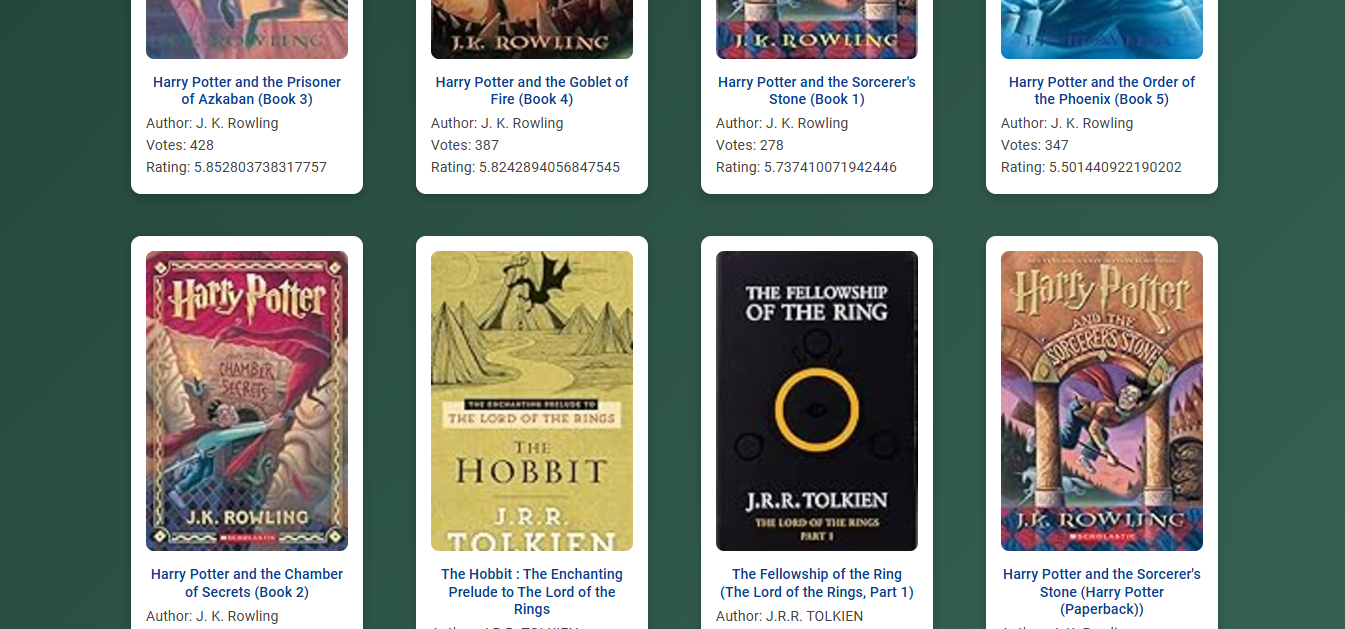 J.K. ROWLING
J.K. ROWLING
J.K. ROWLING
Harry Potter and the Prisoner
of Azkaban (Book 3)
Author: J. K. Rowling
Votes: 428
Rating: 5.852803738317757
Harry Potter and the Goblet of
Fire (Book 4)
Author: J. K. Rowling
Votes: 387
Rating: 5.8242894056847545
Harry Potter and the Sorcerer's
Stone (Book 1)
Author: J. K. Rowling
Votes: 278
Rating: 5.737410071942446
Harry Potter and the Order of
the Phoenix (Book 5)
Author: J. K. Rowling
Votes: 347
Rating: 5.501440922190202
Harry Potter
AND THE
CHAMBER
SECRETS
J.K. ROWLING
SCHOLASTIC
Harry Potter and the Chamber
of Secrets (Book 2)
Author: J. K. Rowling
THE ENCHANTING PRELUDE TO
THE LORD OF THE RINGS
THE
HOBBIT
J.R.R.
TOLKIEN
The Hobbit : The Enchanting
Prelude to The Lord of the
Rings
THE FELLOWSHIP
OF THE RING
J.R.R. TOLKIEN
THE LORD OF THE RINGS
PART 1
The Fellowship of the Ring
(The Lord of the Rings, Part 1)
Author: J.R.R. TOLKIEN
Harry Potter
AND THE
SORCERER'S STONE
J.K. ROWLING
SCHOLASTIC
Harry Potter and the Sorcerer's
Stone (Harry Potter
(Paperback))